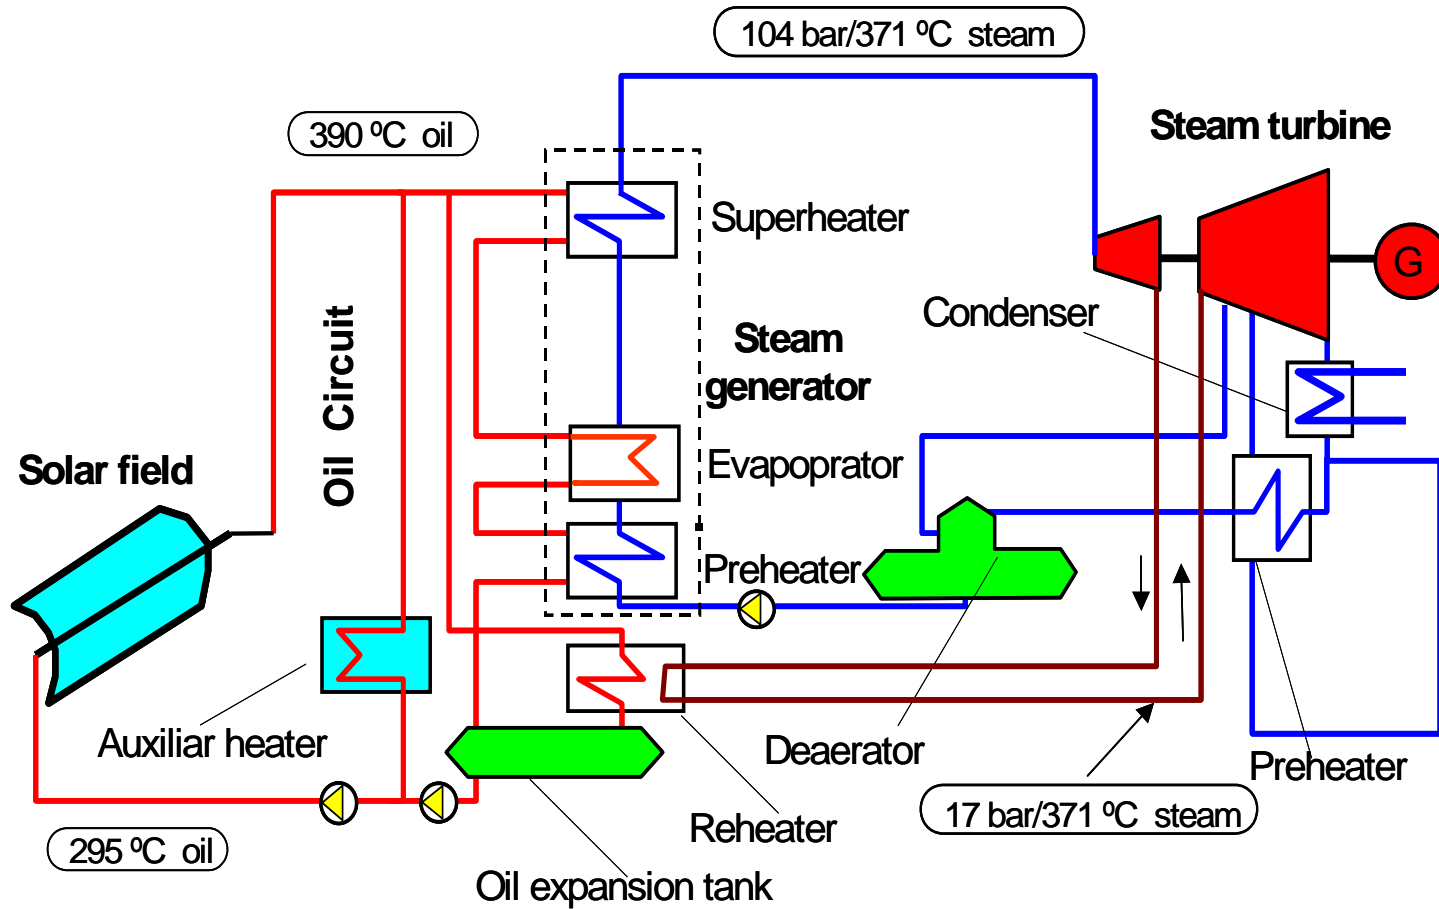 104 bar/371 ºC steam
390 ºC oil
Steam turbine
Superheater
G
Condenser
Oil Circuit
Steam
generator
Solar field
Evapoprator
Preheater
Auxiliar heater
Deaerator
Preheater
17 bar/371 ºC steam
Reheater
295 ºC oil
Oil expansion tank